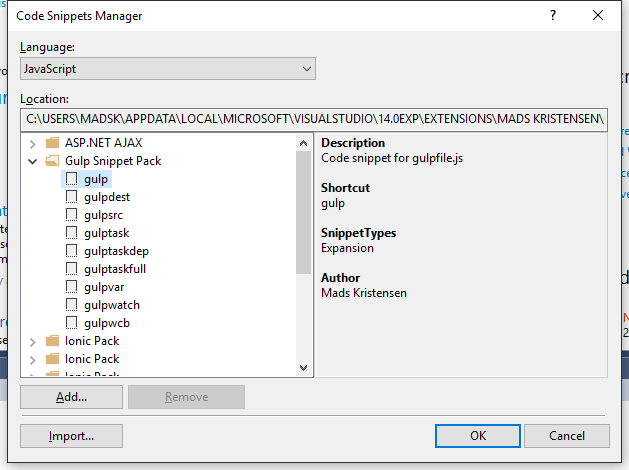 Code Snippets Manager
?
Language:
JavaScript
Location:
C:\USERS\MADSK\APPDATA\LOCAL\MICROSOFT\VISUALSTUDIO\14.0EXP\EXTENSIONS\MADS KRISTENSEN\
ASP.NET AJAX
Gulp Snippet Pack
gulp
gulpdest
gulpsrc
gulptask
gulptaskdep
gulptaskfull
gulpvar
gulpwatch
gulpwcb
Ionic Pack
Ionic Pack
Ionic Pack
Description
Code snippet for gulpfile.js
Shortcut
gulp
SnippetTypes
Expansion
Author
Mads Kristensen
Add...
Remove
Import...
OK
Cancel